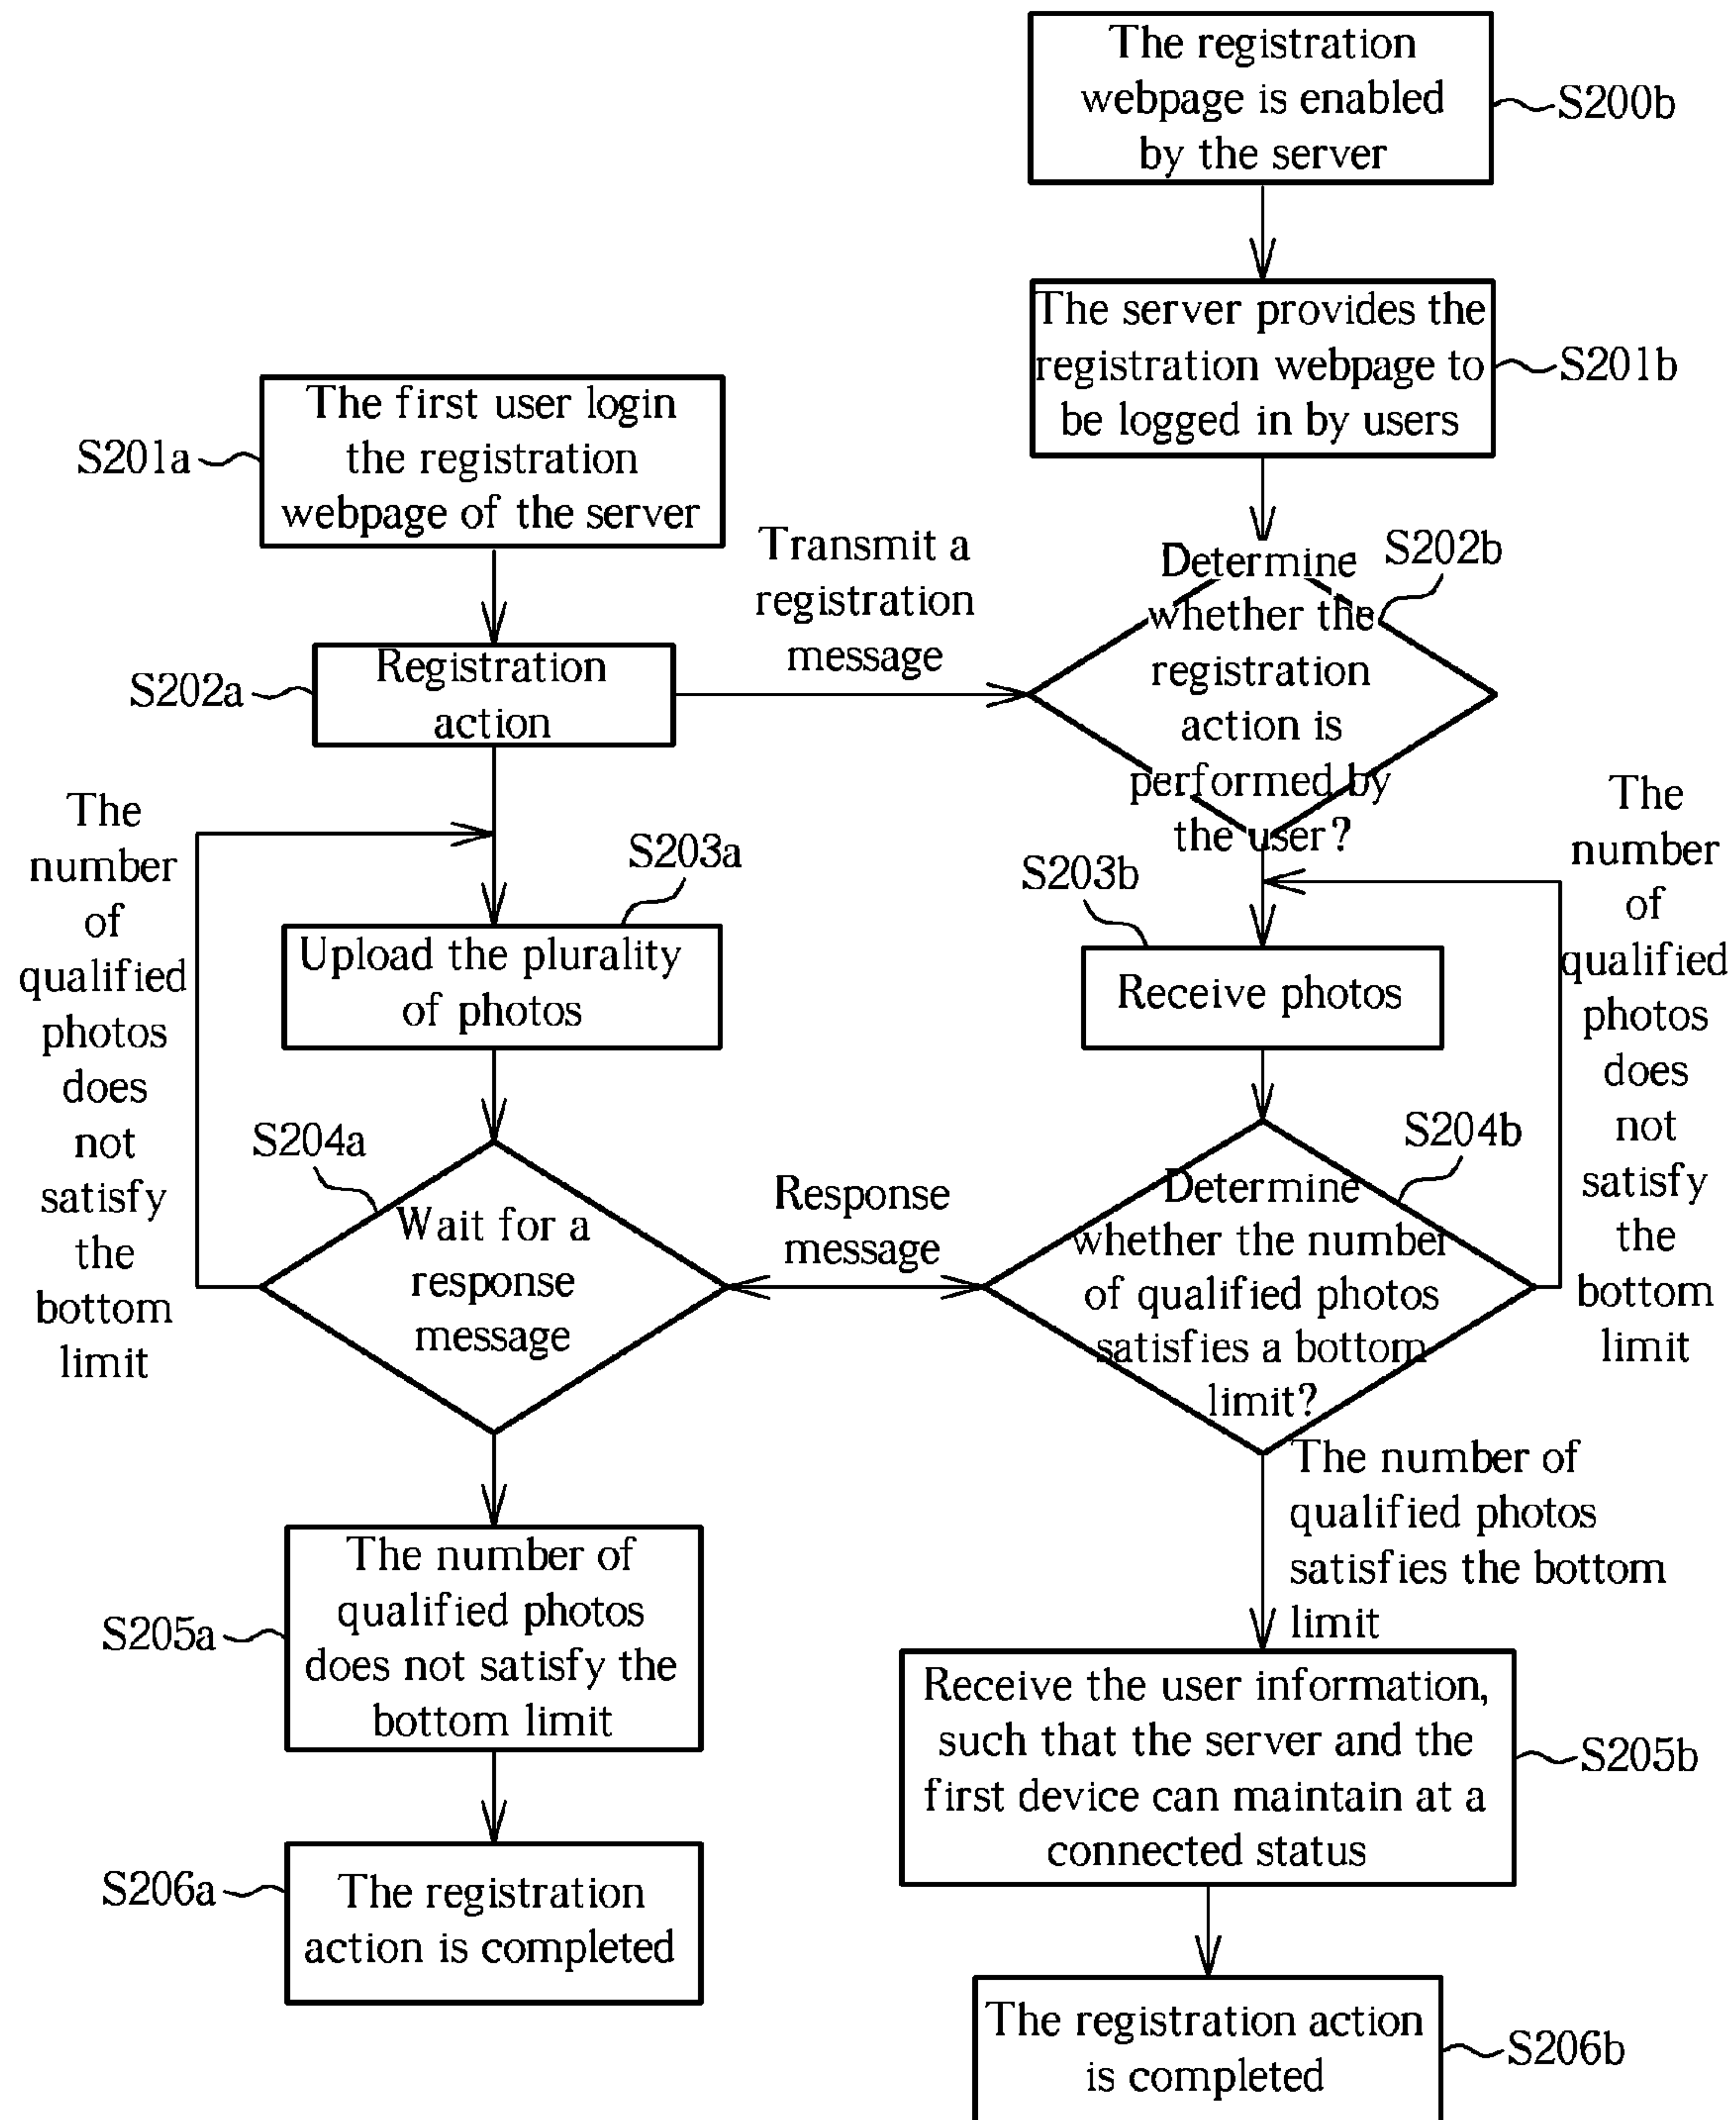 The registration
webpage is enabled
by the server
S200b
The server provides the
registration webpage to
be logged in by users
S201b
The first user login
the registration
webpage of the server
S201a
Transmit a
registration
message
Determine
whether the
registration
action is
performed by
the user?
S202b
Registration
action
S202a
The
number
of
qualified
photos
does
not
satisfy
the
bottom
limit
S203a
Upload the plurality
of photos
S203b
Receive photos
The
number
of
qualified
photos
does
not
satisfy
the
bottom
limit
S204a
Wait for a
response
message
Response
message
S204b
Determine
whether the number
of qualified photos
satisfies a bottom
limit?
The number of
qualified photos
satisfies the bottom
limit
The number of
qualified photos
does not satisfy the
bottom limit
S205a
Receive the user information,
such that the server and the
first device can maintain at a
connected status
S205b
The registration
action is completed
S206a
The registration action
is completed
S206b